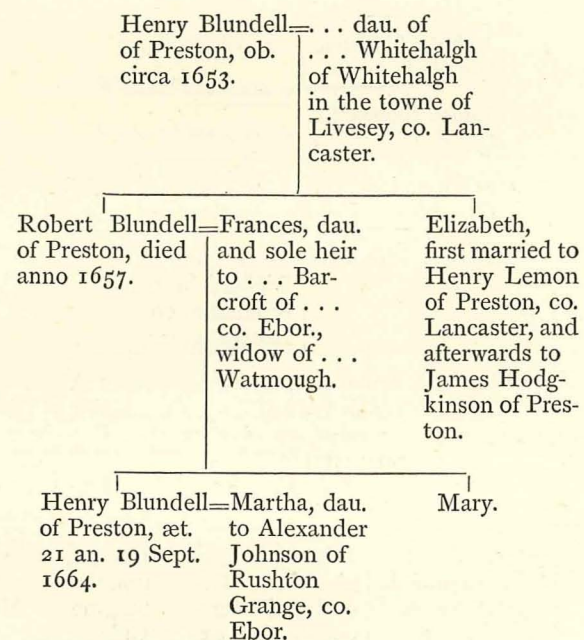 Henry Blundell=. . . dau. of
of Preston, ob.
circa 1653.
. . . Whitehalgh
of Whitehalgh
in the towne of
Livesey, co. Lan-
caster.
Robert Blundell=Frances, dau.
of Preston, died
anno 1657.
and sole heir
to . . . Bar-
croft of . . .
co. Ebor.,
widow of . . .
Watmough.
Elizabeth,
first married to
Henry Lemon
of Preston, co.
Lancaster, and
afterwards to
James Hodg-
kinson of Pres-
ton.
Henry Blundell=Martha, dau.
of Preston, æt.
21 an. 19 Sept.
1664.
to Alexander
Johnson of
Rushton
Grange, co.
Ebor.
Mary.